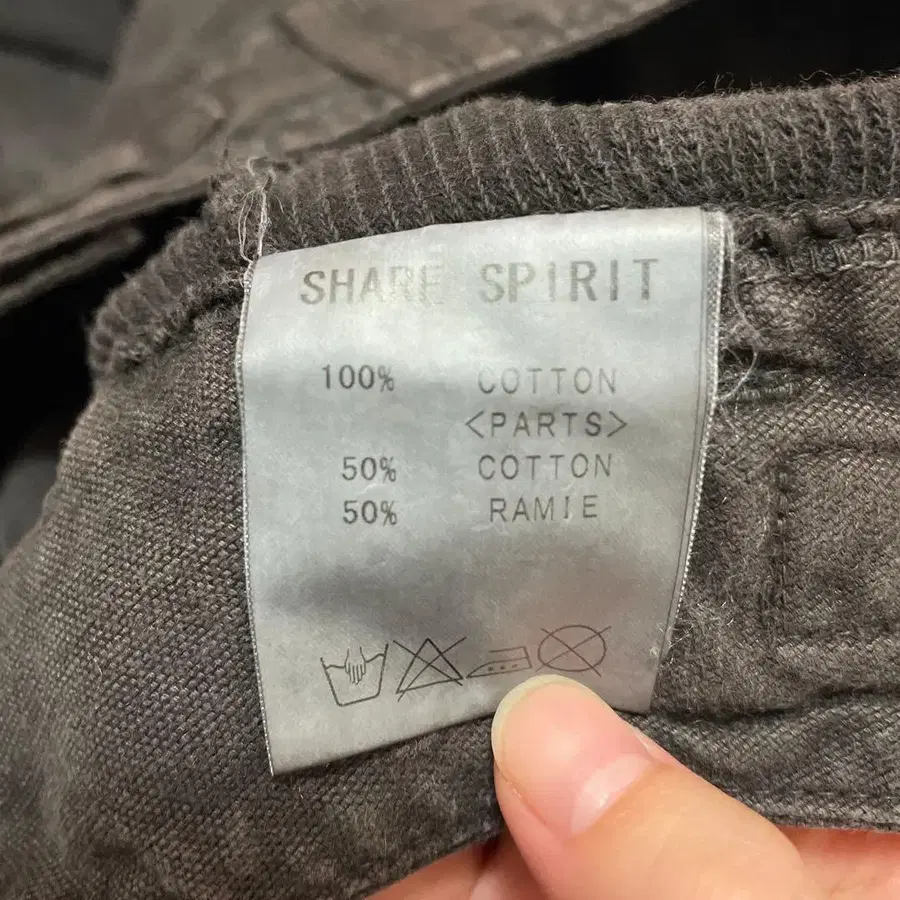 SHARE SPIRIT
100% COTTON
<PARTS>
50% COTTON
50% RAMIE